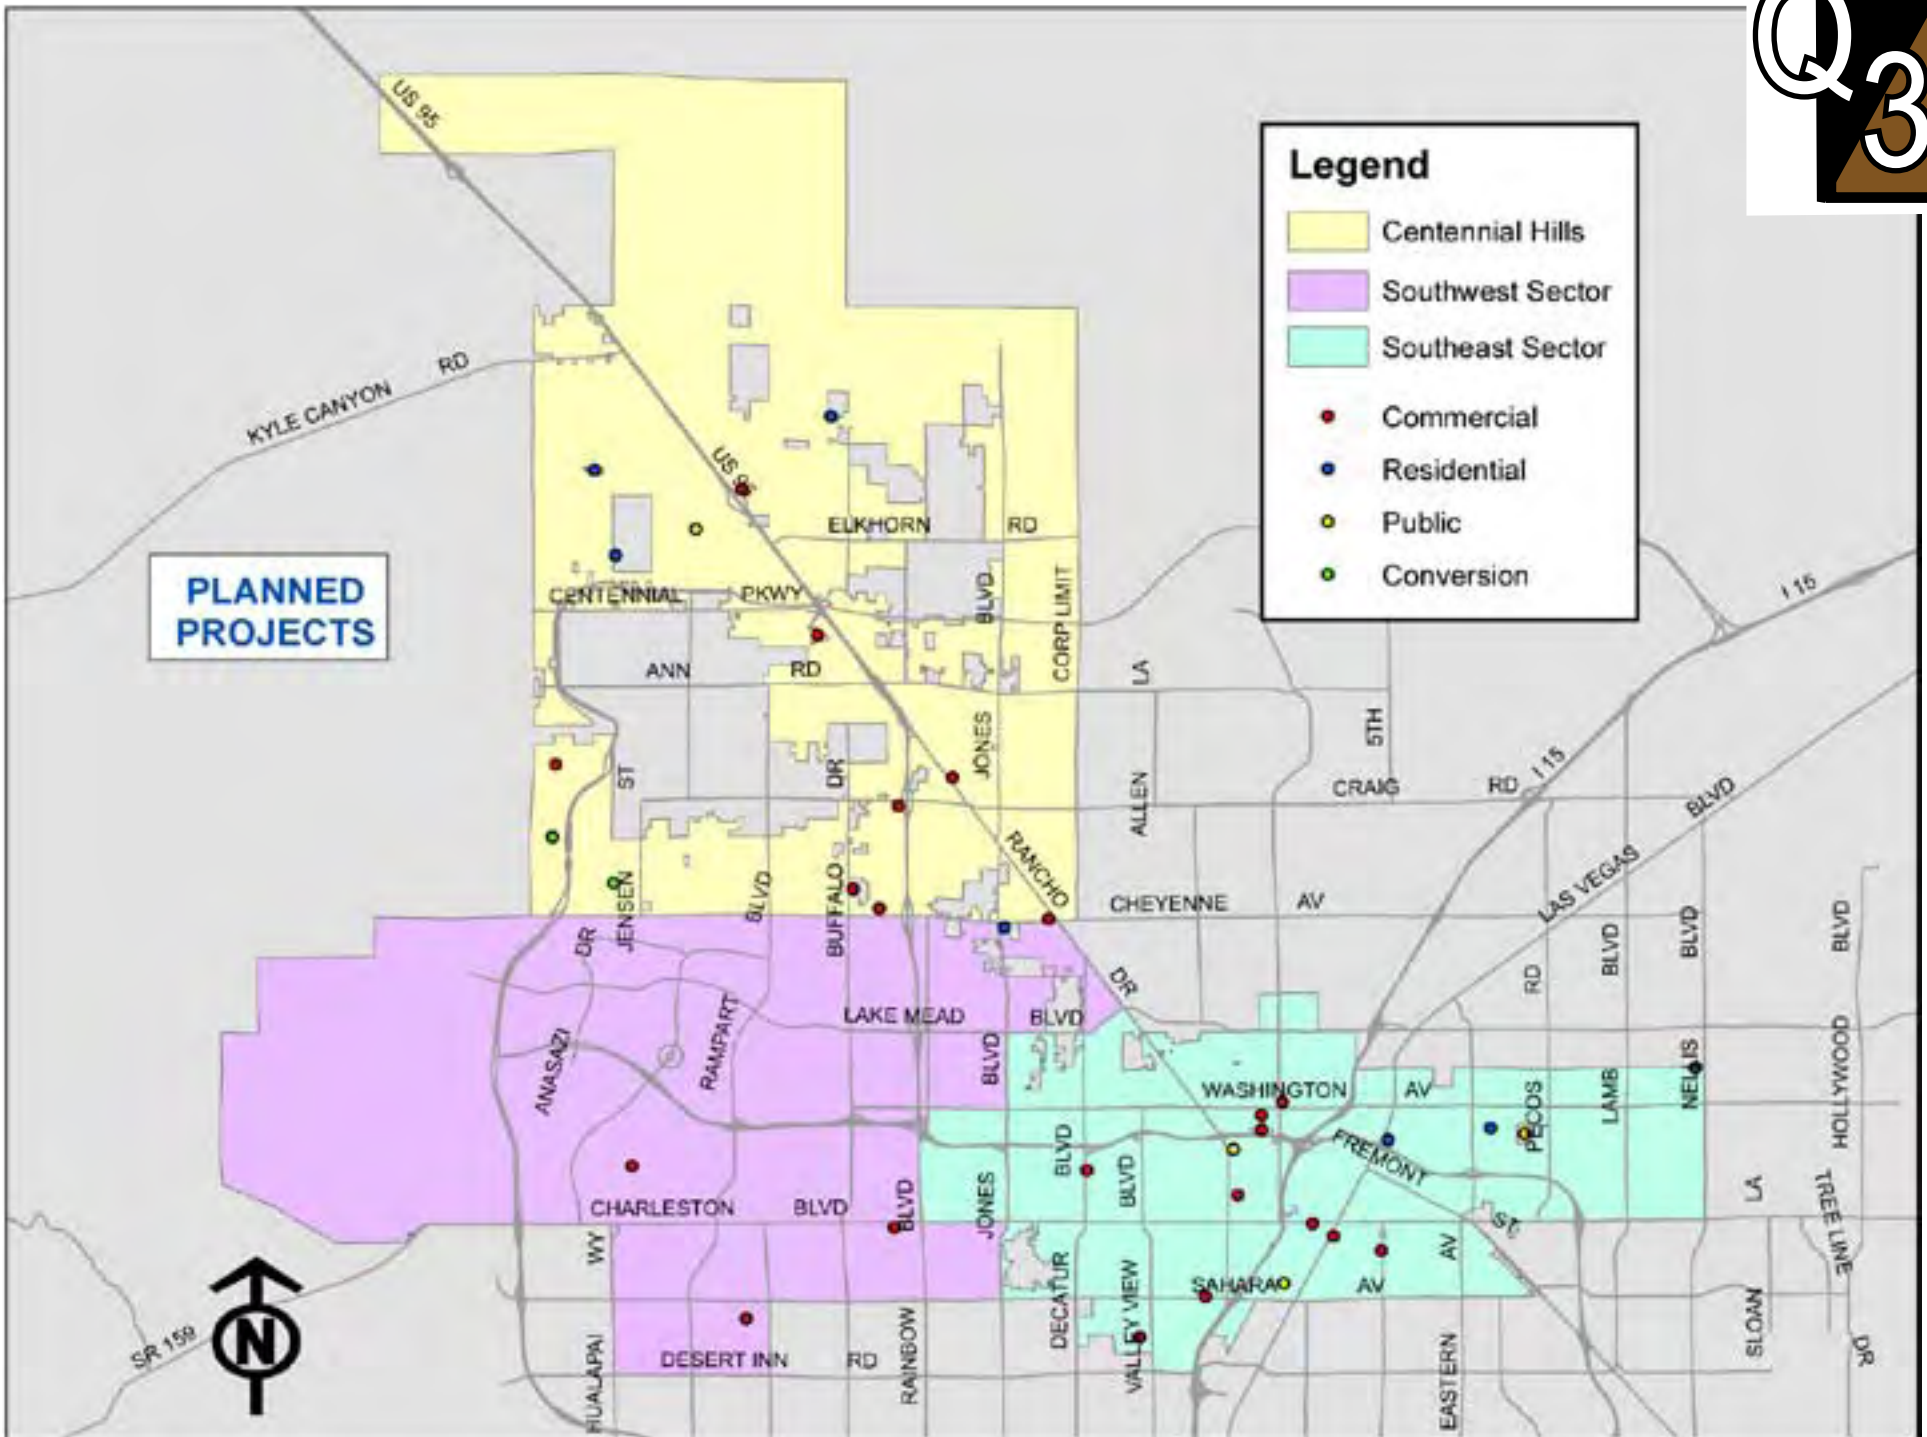 Q3
US 95
Legend
Centennial Hills
Southwest Sector
Southeast Sector
Commercial
Residential
Public
Conversion
KYLE CANYON RD
US 95
ELKHORN RD
PLANNED
PROJECTS
CENTENNIAL PKWY
BLVD
CORP LIMIT
I 15
ANN RD
LA
5TH
JONES
ST
DR
ALLEN
CRAIG RD
I 15
BLVD
RANCHO
LAS VEGAS
JENSEN
BLVD
BUFFALO
CHEYENNE AV
DR
DR
RD
BLVD
BLVD
BLVD
LAKE MEAD BLVD
ANASAZI
RAMPART
BLVD
WASHINGTON AV
PECOS
LAMB
NELLIS
HOLLYWOOD
FREMONT
ST
BLVD
BLVD
CHARLESTON BLVD
BLVD
JONES
LA
TREE LINE
WY
DECATUR
VALLEY VIEW
SAHARA AV
AV
SLOAN
SR 159
HUALAPAI
DESERT INN RD
RAINBOW
EASTERN
DR
N